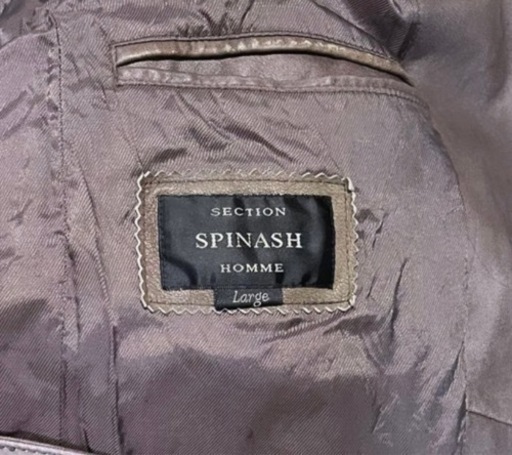 SECTION
SPINASH
HOMME
Large